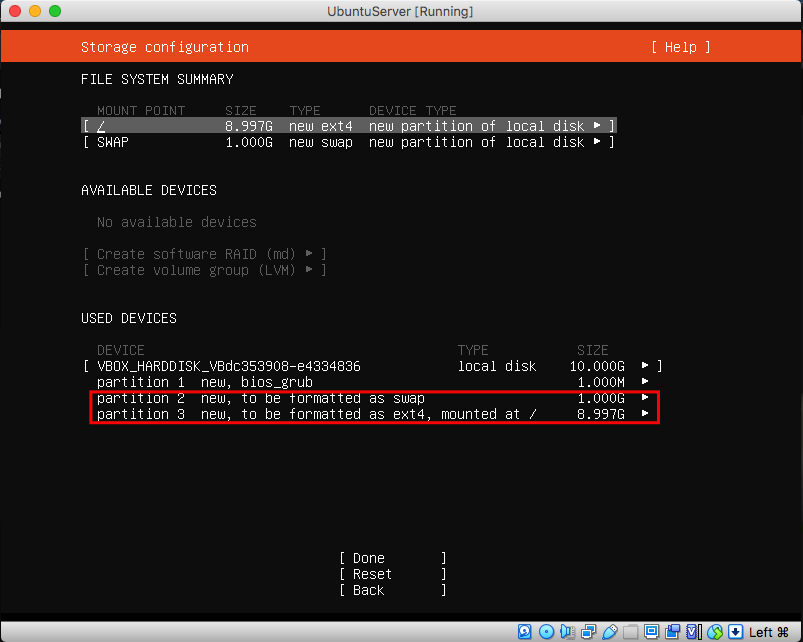 UbuntuServer [Running]
Storage configuration [ Help ]
FILE SYSTEM SUMMARY
MOUNT POINT SIZE TYPE DEVICE TYPE
[ / 8.997G new ext4 new partition of local disk ▸ ]
[ SWAP 1.000G new swap new partition of local disk ▸ ]
AVAILABLE DEVICES
No available devices
[ Create software RAID (md) ▸ ]
[ Create volume group (LVM) ▸ ]
USED DEVICES
DEVICE TYPE SIZE
[ VBOX_HARDDISK_VBdc353908-e4334836 local disk 10.000G ▸ ]
partition 1 new, bios_grub 1.000M ▸
partition 2 new, to be formatted as swap 1.000G ▸
partition 3 new, to be formatted as ext4, mounted at / 8.997G ▸
[ Done ]
[ Reset ]
[ Back ]
Left ⌘